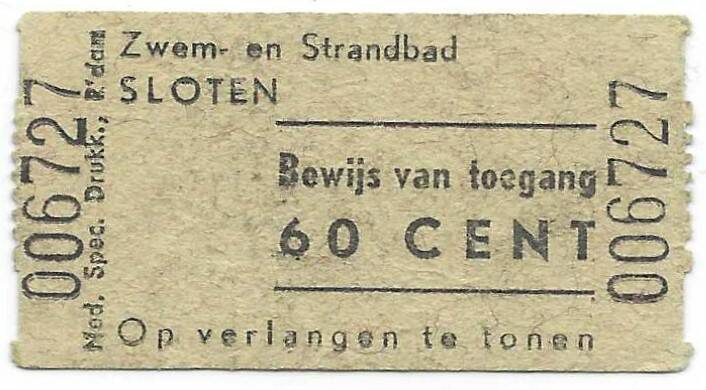 Zwem- en Strandbad
SLOTEN
Bewijs van toegang
60 CENT
Op verlangen te tonen
006727
Ned. Spec. Drukk., R'dam
006727